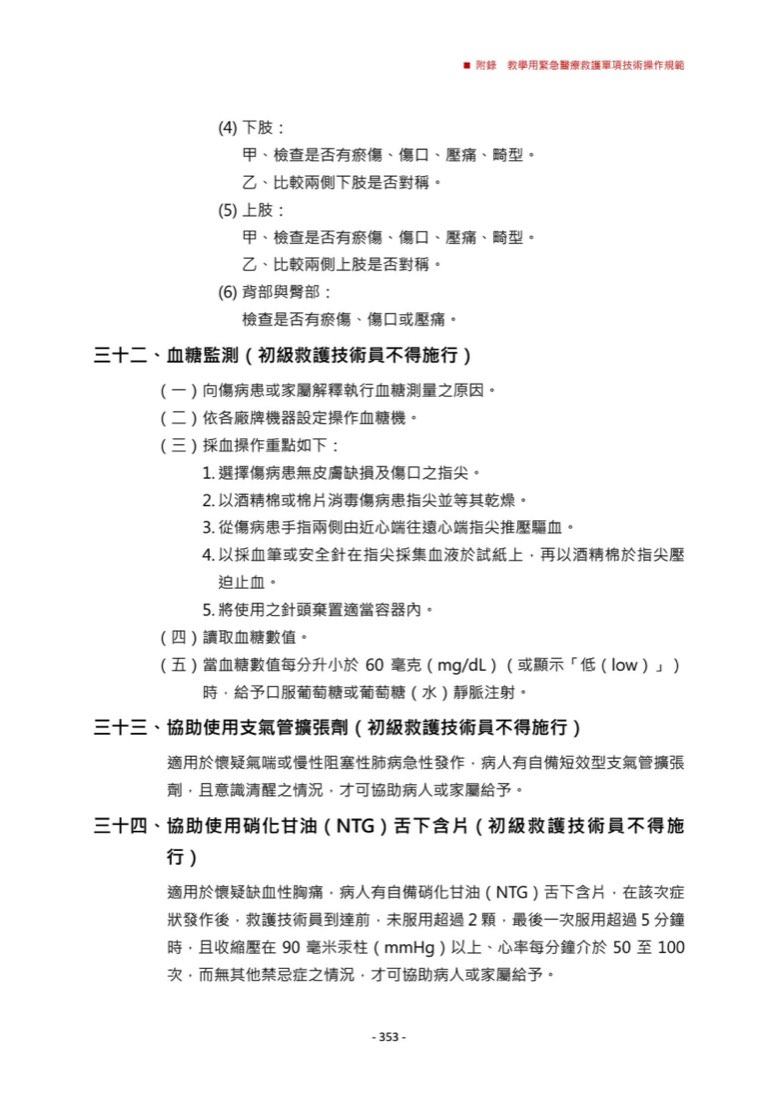 ■ 附錄　教學用緊急醫療救護單項技術操作規範
(4) 下肢：
甲、檢查是否有瘀傷、傷口、壓痛、畸型。
乙、比較兩側下肢是否對稱。
(5) 上肢：
甲、檢查是否有瘀傷、傷口、壓痛、畸型。
乙、比較兩側上肢是否對稱。
(6) 背部與臀部：
檢查是否有瘀傷、傷口或壓痛。
三十二、血糖監測（初級救護技術員不得施行）
（一）向傷病患或家屬解釋執行血糖測量之原因。
（二）依各廠牌機器設定操作血糖機。
（三）採血操作重點如下：
1. 選擇傷病患無皮膚缺損及傷口之指尖。
2. 以酒精棉或棉片消毒傷病患指尖並等其乾燥。
3. 從傷病患手指兩側由近心端往遠心端指尖推壓驅血。
4. 以採血筆或安全針在指尖採集血液於試紙上，再以酒精棉於指尖壓
迫止血。
5. 將使用之針頭棄置適當容器內。
（四）讀取血糖數值。
（五）當血糖數值每分升小於 60 毫克（mg/dL）（或顯示「低（low）」）
時，給予口服葡萄糖或葡萄糖（水）靜脈注射。
三十三、協助使用支氣管擴張劑（初級救護技術員不得施行）
適用於懷疑氣喘或慢性阻塞性肺病急性發作，病人有自備短效型支氣管擴張
劑，且意識清醒之情況，才可協助病人或家屬給予。
三十四、協助使用硝化甘油（NTG）舌下含片（初級救護技術員不得施
行）
適用於懷疑缺血性胸痛，病人有自備硝化甘油（NTG）舌下含片，在該次症
狀發作後，救護技術員到達前，未服用超過 2 顆，最後一次服用超過 5 分鐘
時，且收縮壓在 90 毫米汞柱（mmHg）以上、心率每分鐘介於 50 至 100
次，而無其他禁忌症之情況，才可協助病人或家屬給予。
- 353 -